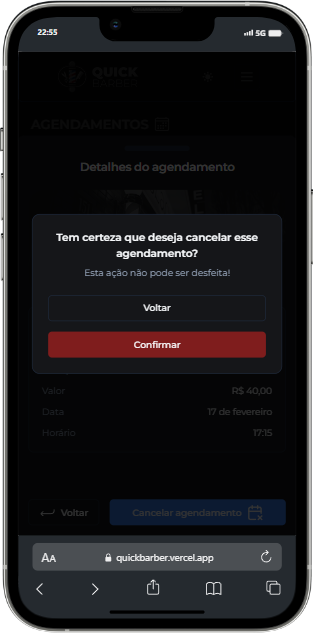 22:55
5G
QUICK
AGENDAMENTOS
Detalhes do agendamento
Tem certeza que deseja cancelar esse
agendamento?
Esta ação não pode ser desfeita!
Voltar
Confirmar
Valor R$ 40,00
Data 17 de fevereiro
Horário 17:15
Voltar Cancelar agendamento
AA quickbarber.vercel.app